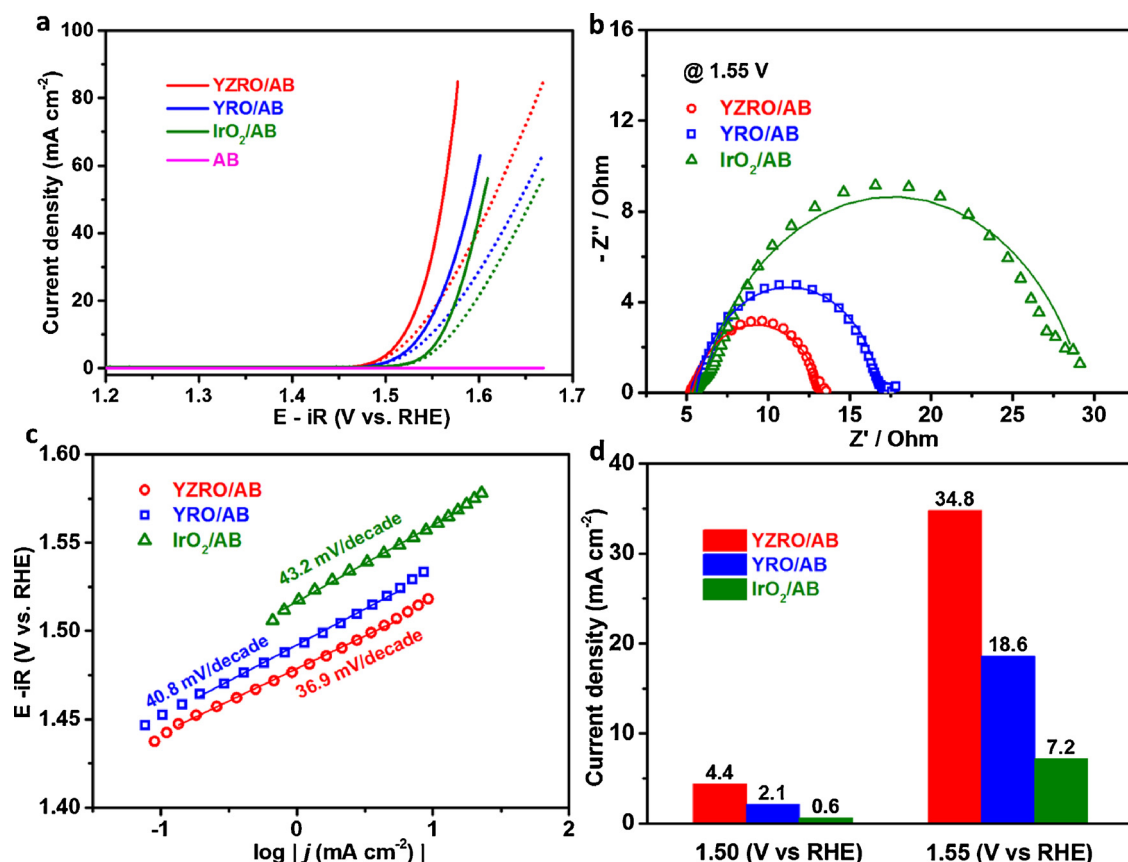 a
Current density (mA cm⁻²)
100
80
60
40
20
0
YZRO/AB
YRO/AB
IrO₂/AB
AB
1.2 1.3 1.4 1.5 1.6 1.7
E - iR (V vs. RHE)
b
- Z'' / Ohm
16
12
8
4
0
@ 1.55 V
YZRO/AB
YRO/AB
IrO₂/AB
5 10 15 20 25 30
Z' / Ohm
c
E -iR (V vs. RHE)
1.60
1.55
1.50
1.45
1.40
YZRO/AB
YRO/AB
IrO₂/AB
43.2 mV/decade
40.8 mV/decade
36.9 mV/decade
-1 0 1 2
log | j (mA cm⁻²) |
d
Current density (mA cm⁻²)
40
30
20
10
0
YZRO/AB
YRO/AB
IrO₂/AB
4.4
2.1
0.6
34.8
18.6
7.2
1.50 (V vs RHE) 1.55 (V vs RHE)